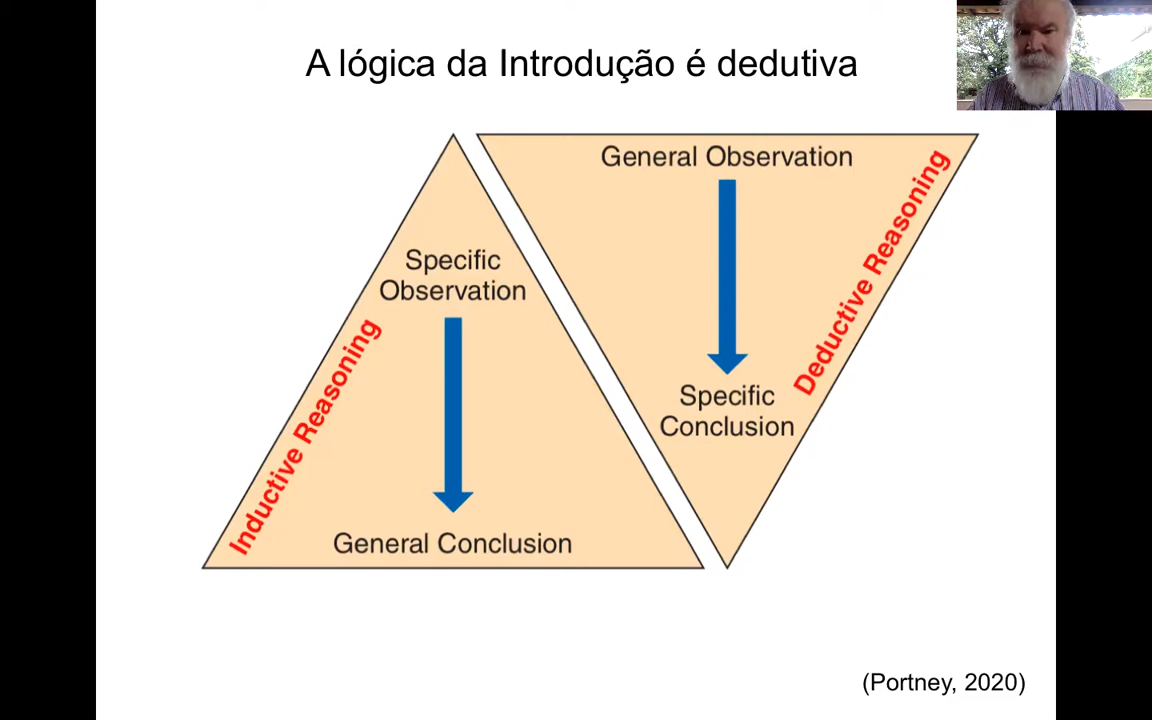 A lógica da Introdução é dedutiva
Specific
Observation
Inductive Reasoning
General Conclusion
General Observation
Deductive Reasoning
Specific
Conclusion
(Portney, 2020)